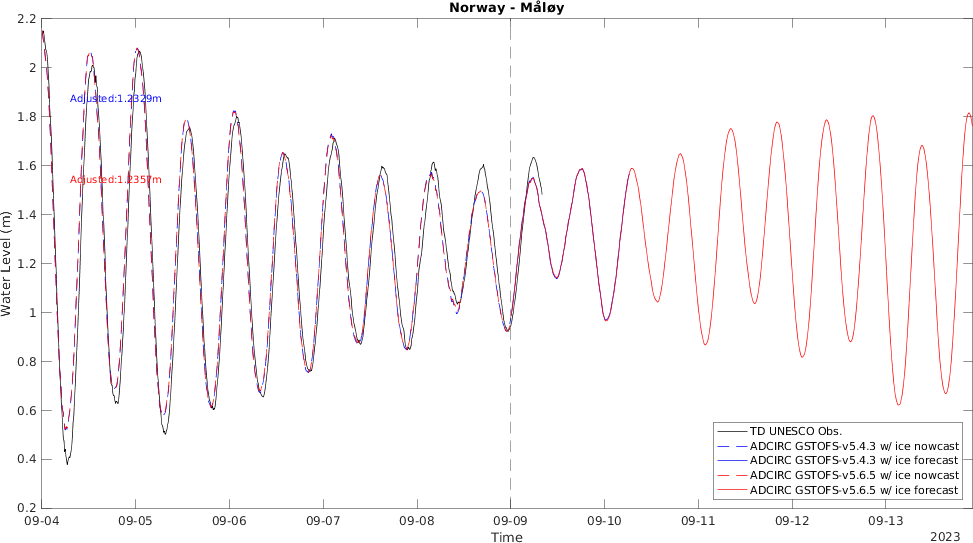 Norway - Måløy
2.2
2
1.8
1.6
1.4
1.2
1
0.8
0.6
0.4
0.2
Water Level (m)
Adjusted:1.2329m
Adjusted:1.2357m
TD UNESCO Obs.
ADCIRC GSTOFS-v5.4.3 w/ ice nowcast
ADCIRC GSTOFS-v5.4.3 w/ ice forecast
ADCIRC GSTOFS-v5.6.5 w/ ice nowcast
ADCIRC GSTOFS-v5.6.5 w/ ice forecast
09-04 09-05 09-06 09-07 09-08 09-09 09-10 09-11 09-12 09-13
Time
2023